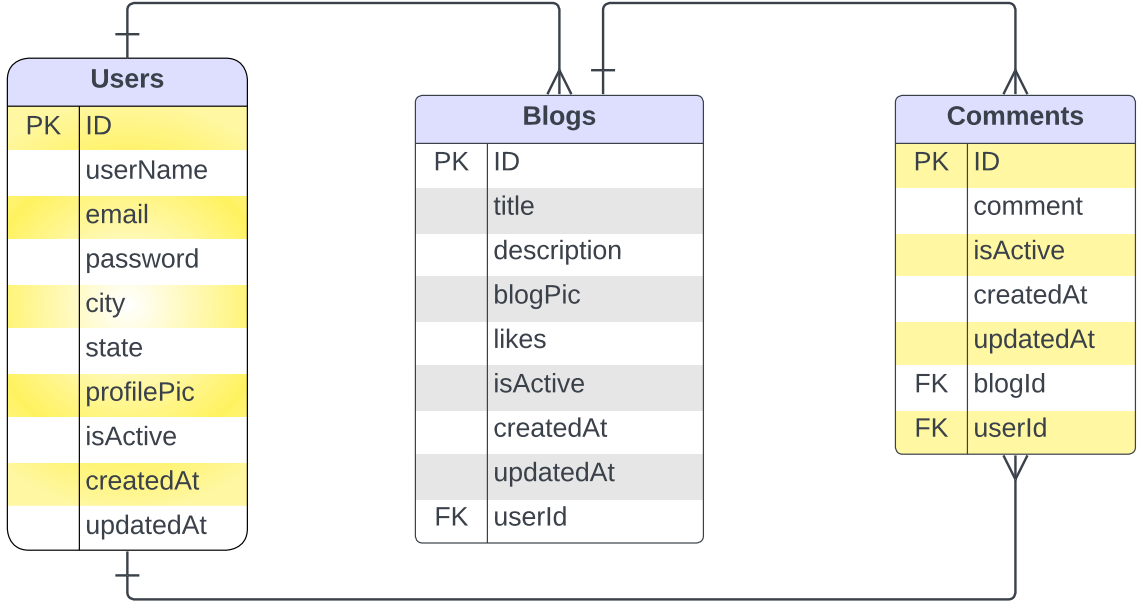 Users
PK ID
userName
email
password
city
state
profilePic
isActive
createdAt
updatedAt
Blogs
PK ID
title
description
blogPic
likes
isActive
createdAt
updatedAt
FK userId
Comments
PK ID
comment
isActive
createdAt
updatedAt
FK blogId
FK userId